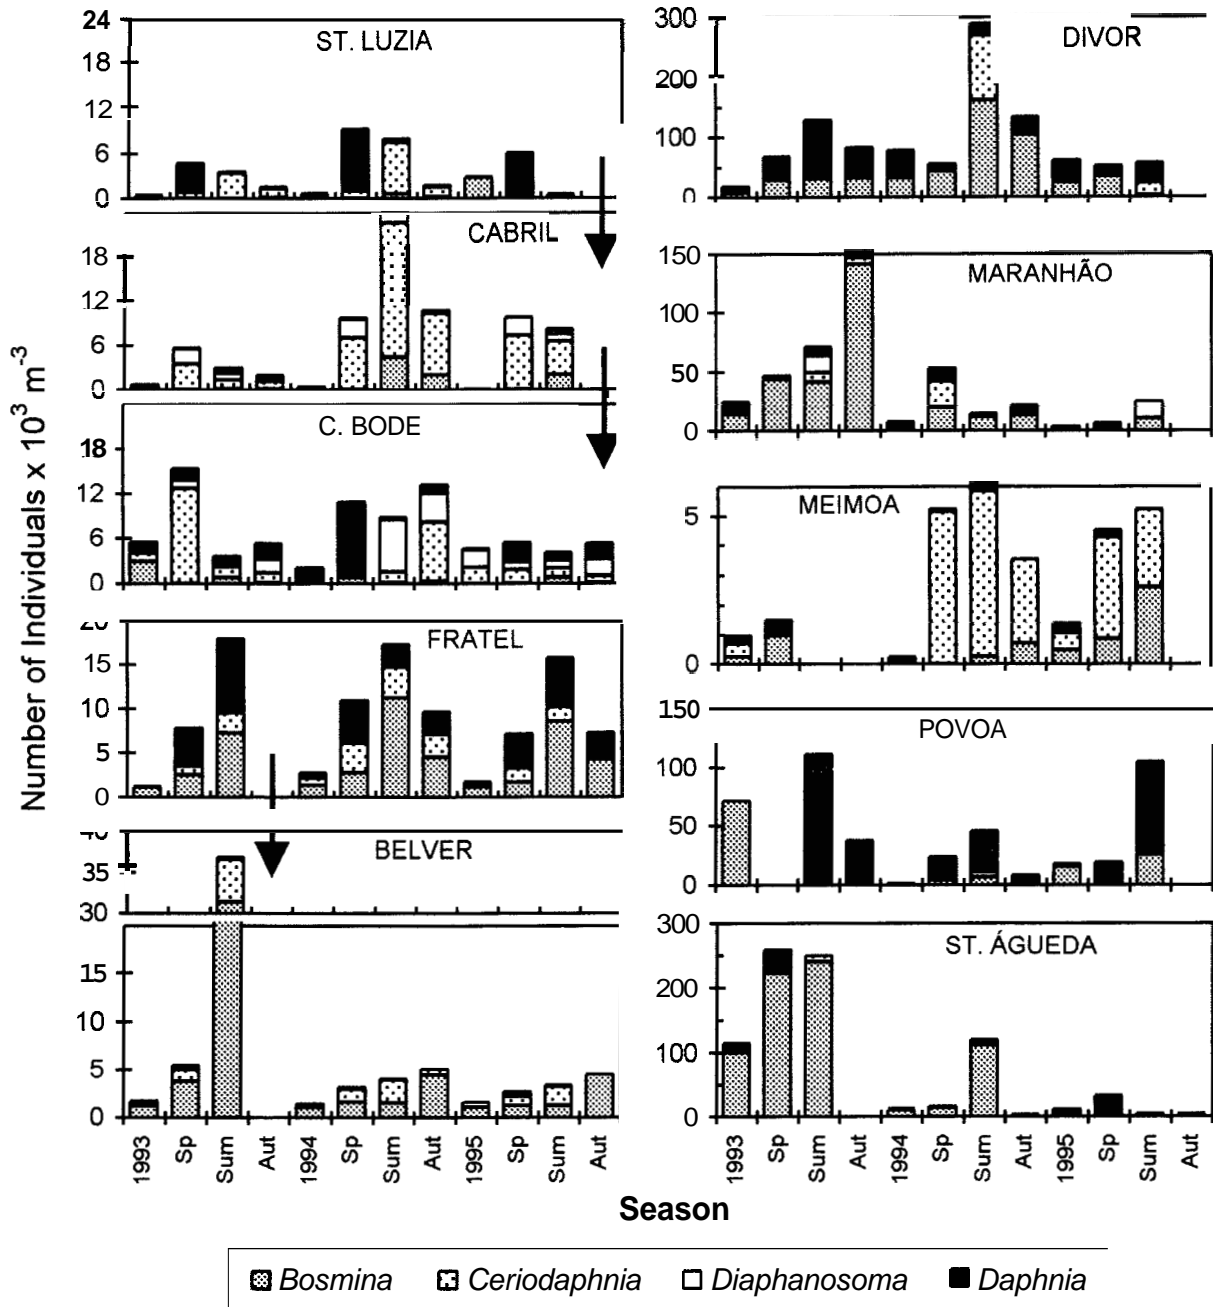 Number of Individuals x 10³ m⁻³
ST. LUZIA
24
18
12
6
0
CABRIL
18
12
6
0
C. BODE
18
12
6
0
FRATEL
20
15
10
5
0
BELVER
40
35
30
15
10
5
0
1993 Sp Sum Aut 1994 Sp Sum Aut 1995 Sp Sum Aut
DIVOR
300
200
100
0
MARANHÃO
150
100
50
0
MEIMOA
5
0
POVOA
150
100
50
0
ST. ÁGUEDA
300
200
100
0
1993 Sp Sum Aut 1994 Sp Sum Aut 1995 Sp Sum Aut
Season
Bosmina Ceriodaphnia Diaphanosoma Daphnia